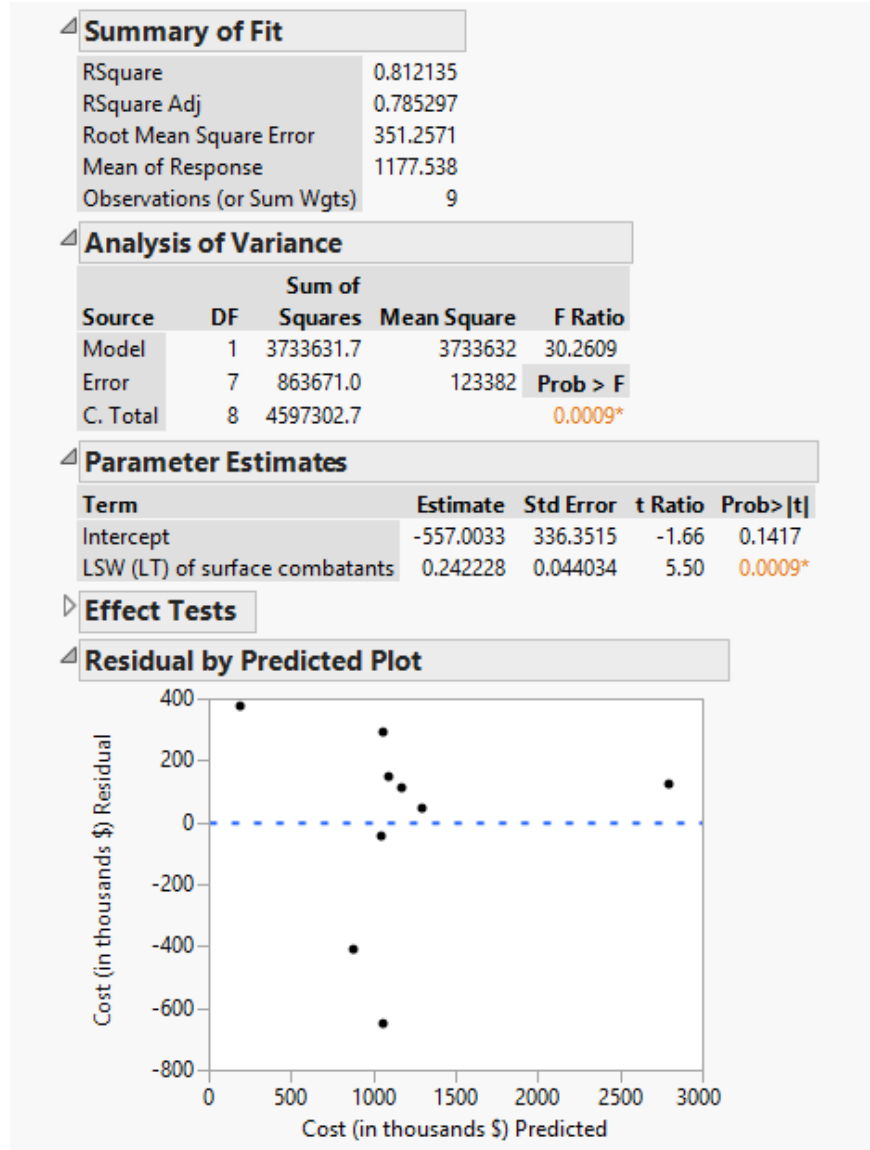 Summary of Fit
RSquare 0.812135
RSquare Adj 0.785297
Root Mean Square Error 351.2571
Mean of Response 1177.538
Observations (or Sum Wgts) 9
Analysis of Variance
Sum of
Source DF Squares Mean Square F Ratio
Model 1 3733631.7 3733632 30.2609
Error 7 863671.0 123382 Prob > F
C. Total 8 4597302.7 0.0009*
Parameter Estimates
Term Estimate Std Error t Ratio Prob>|t|
Intercept -557.0033 336.3515 -1.66 0.1417
LSW (LT) of surface combatants 0.242228 0.044034 5.50 0.0009*
Effect Tests
Residual by Predicted Plot
Cost (in thousands $) Residual
400
200
0
-200
-400
-600
-800
0 500 1000 1500 2000 2500 3000
Cost (in thousands $) Predicted